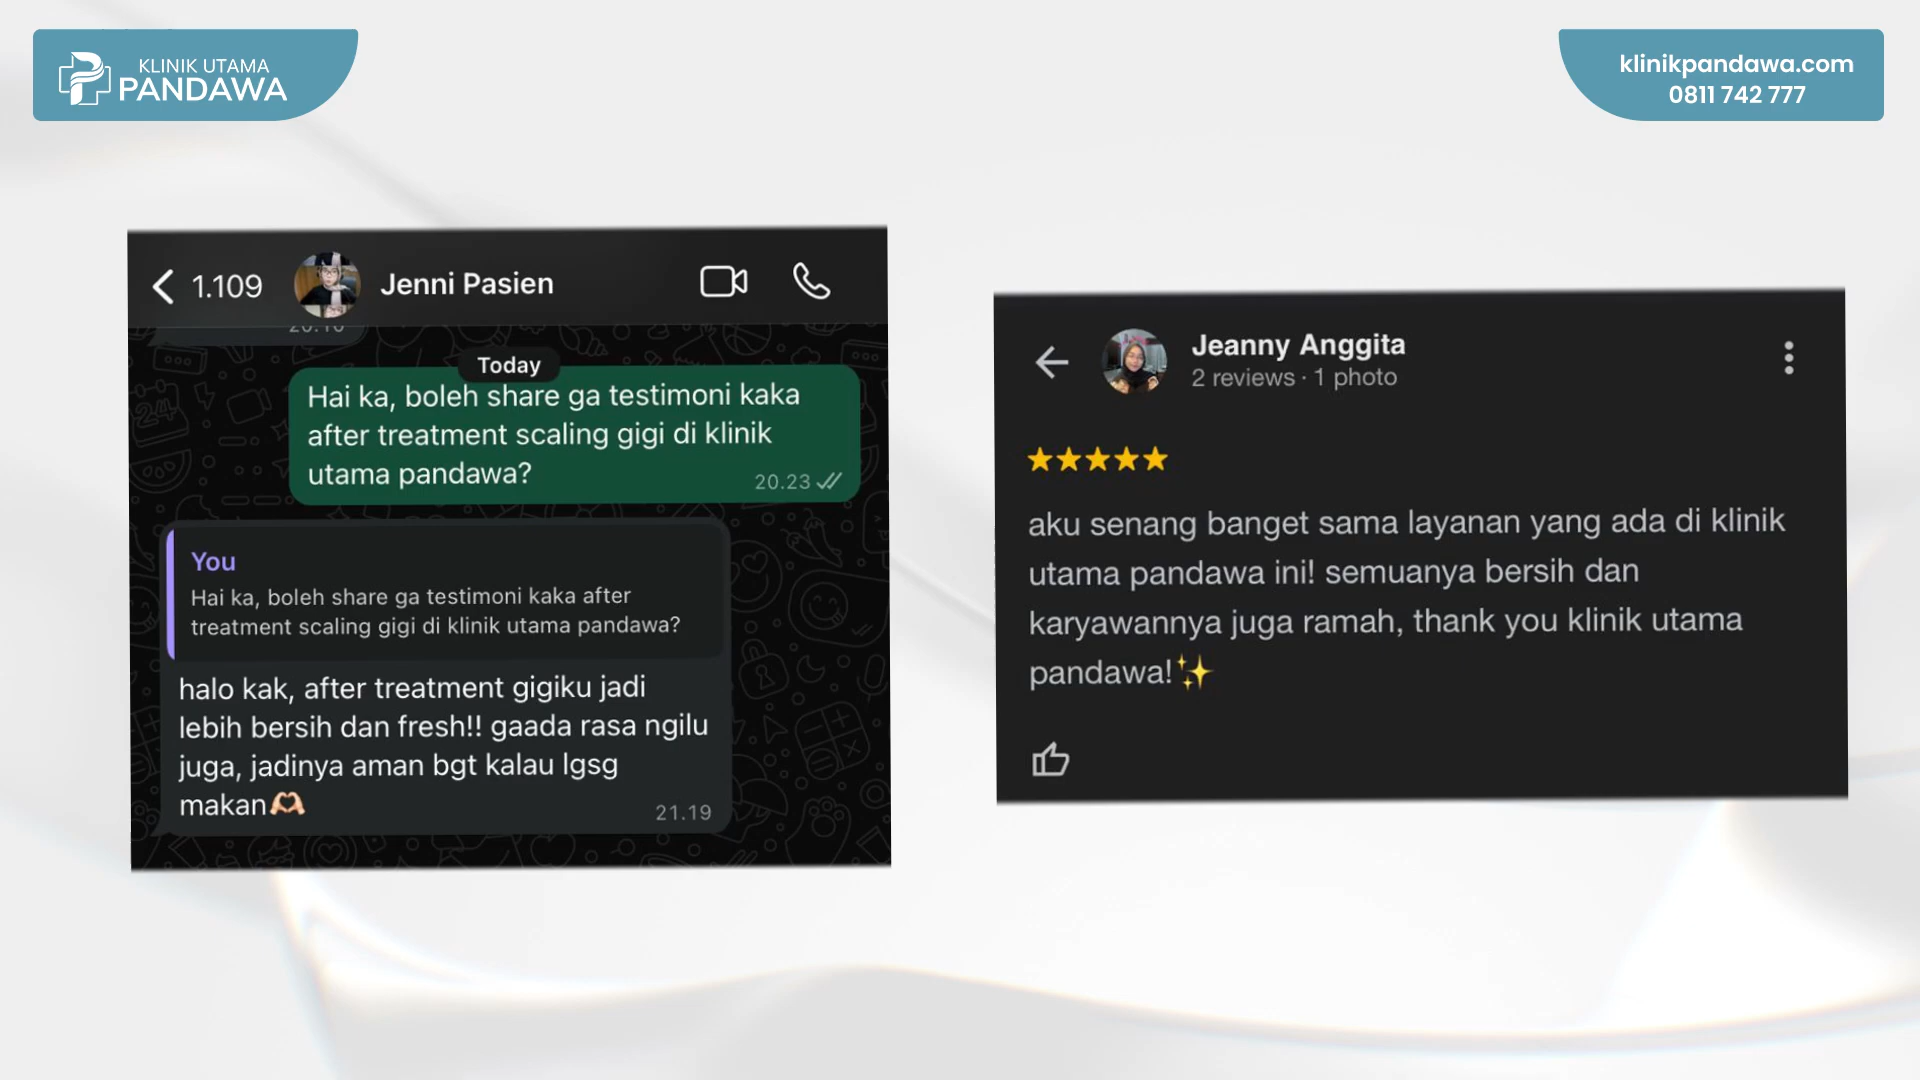 KLINIK UTAMA
PANDAWA
klinikpandawa.com
0811 742 777
1.109
Jenni Pasien
Today
Hai ka, boleh share ga testimoni kaka
after treatment scaling gigi di klinik
utama pandawa?
20.23
You
Hai ka, boleh share ga testimoni kaka after
treatment scaling gigi di klinik utama pandawa?
halo kak, after treatment gigiku jadi
lebih bersih dan fresh!! gaada rasa ngilu
juga, jadinya aman bgt kalau lgsg
makan🫶🏻
21.19
Jeanny Anggita
2 reviews · 1 photo
aku senang banget sama layanan yang ada di klinik
utama pandawa ini! semuanya bersih dan
karyawannya juga ramah, thank you klinik utama
pandawa!✨